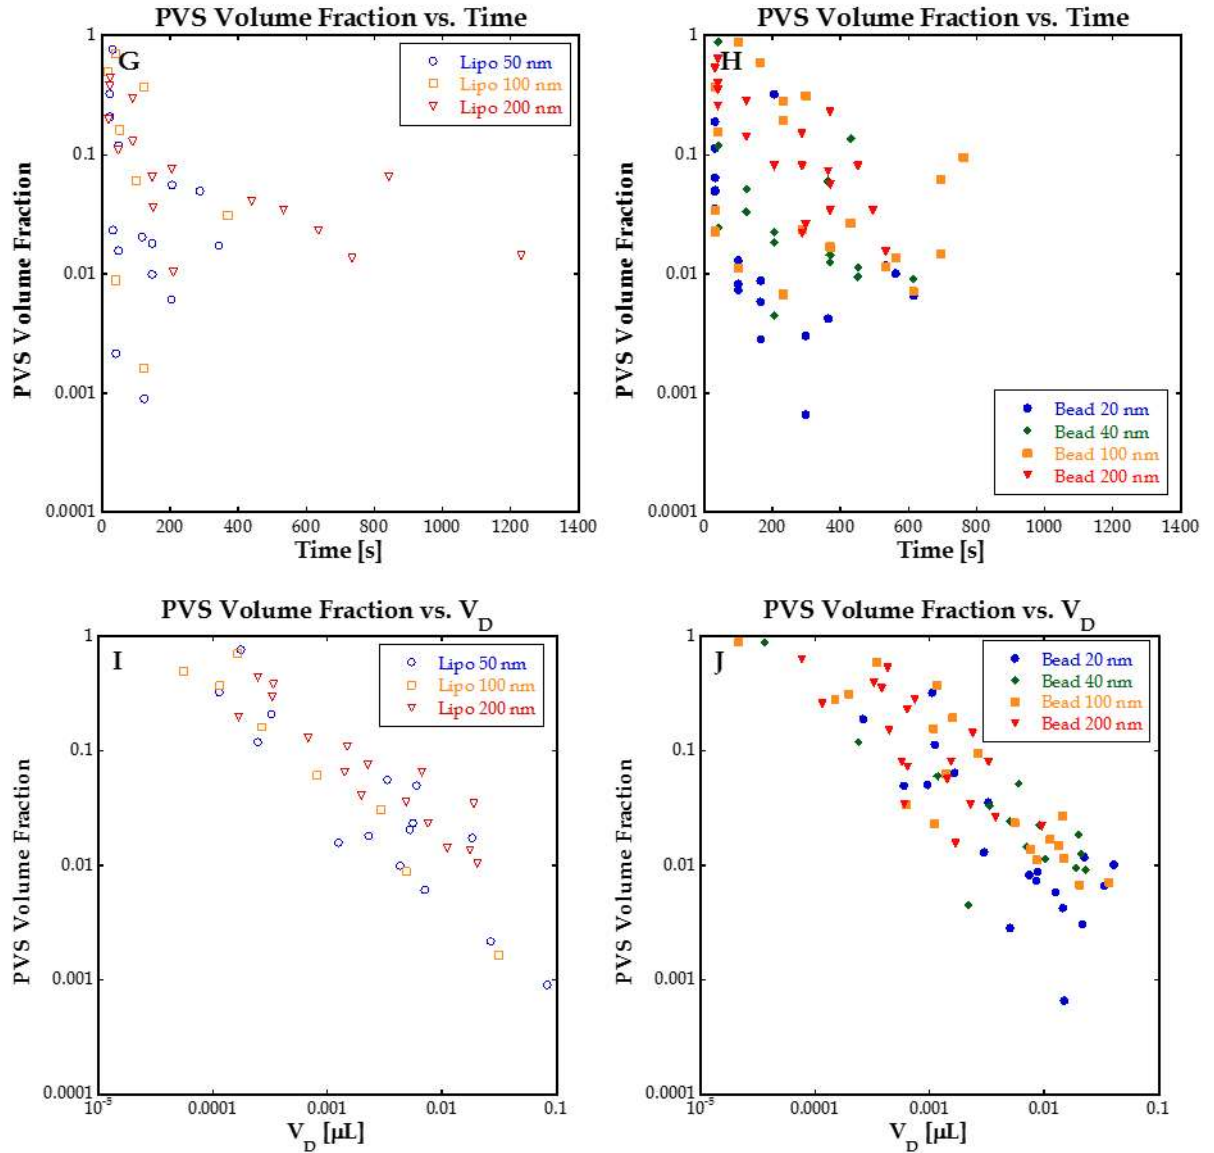 PVS Volume Fraction vs. Time
G
Lipo 50 nm
Lipo 100 nm
Lipo 200 nm
1
0.1
0.01
0.001
0.0001
PVS Volume Fraction
0 200 400 600 800 1000 1200 1400
Time [s]
PVS Volume Fraction vs. Time
H
1
0.1
0.01
0.001
0.0001
PVS Volume Fraction
Bead 20 nm
Bead 40 nm
Bead 100 nm
Bead 200 nm
0 200 400 600 800 1000 1200 1400
Time [s]
PVS Volume Fraction vs. V_D
I
Lipo 50 nm
Lipo 100 nm
Lipo 200 nm
1
0.1
0.01
0.001
0.0001
PVS Volume Fraction
10⁻⁵ 0.0001 0.001 0.01 0.1
V_D [µL]
PVS Volume Fraction vs. V_D
J
Bead 20 nm
Bead 40 nm
Bead 100 nm
Bead 200 nm
1
0.1
0.01
0.001
0.0001
PVS Volume Fraction
10⁻⁵ 0.0001 0.001 0.01 0.1
V_D [µL]